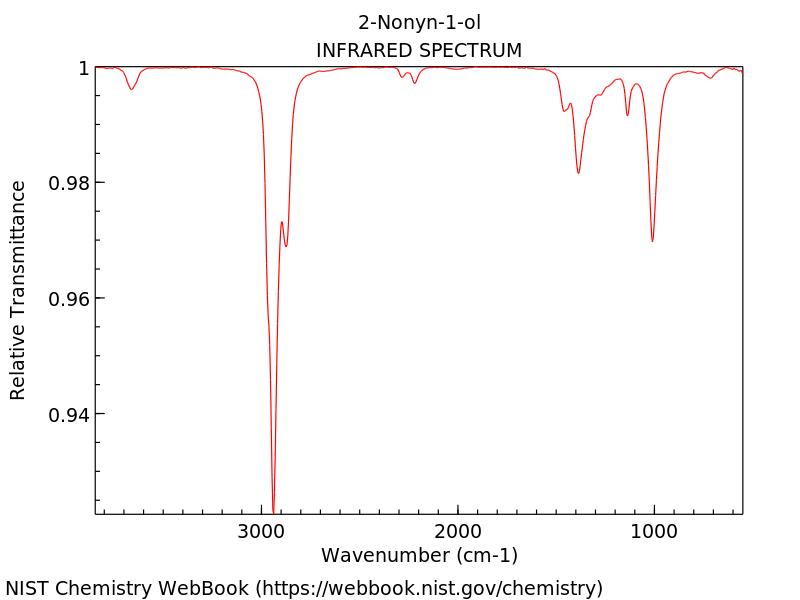 2-Nonyn-1-ol
INFRARED SPECTRUM
1
0.98
0.96
0.94
Relative Transmittance
3000
2000
1000
Wavenumber (cm-1)
NIST Chemistry WebBook (https://webbook.nist.gov/chemistry)